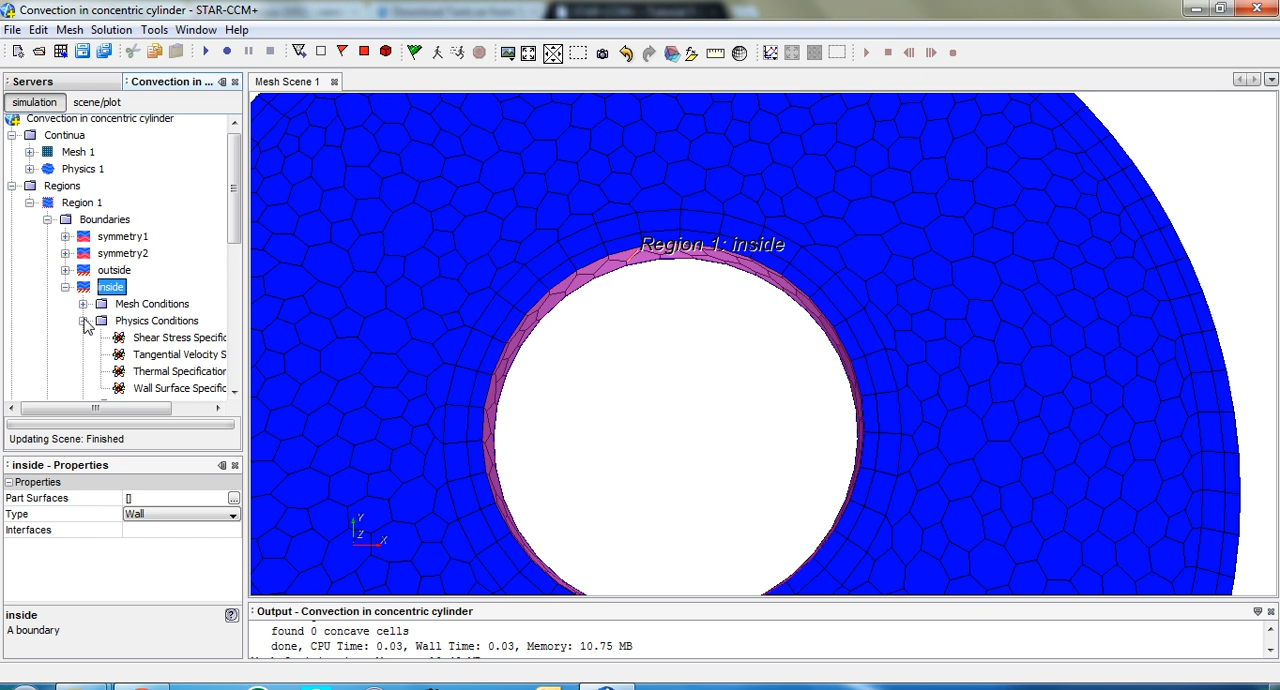 Convection in concentric cylinder - STAR-CCM+
File Edit Mesh Solution Tools Window Help
Servers
Convection in ...
Mesh Scene 1
simulation
scene/plot
Convection in concentric cylinder
Continua
Mesh 1
Physics 1
Regions
Region 1
Boundaries
symmetry1
symmetry2
outside
inside
Mesh Conditions
Physics Conditions
Shear Stress Specific
Tangential Velocity S
Thermal Specification
Wall Surface Specific
Region 1: inside
Y
Z
X
Updating Scene: Finished
inside - Properties
Properties
Part Surfaces []
Type Wall
Interfaces
inside
A boundary
Output - Convection in concentric cylinder
found 0 concave cells
done, CPU Time: 0.03, Wall Time: 0.03, Memory: 10.75 MB